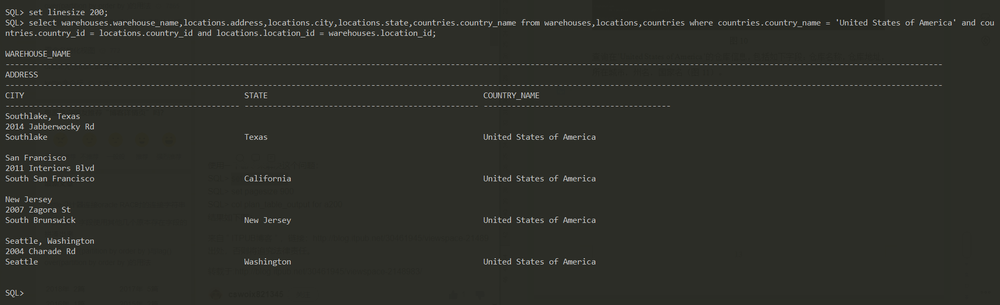 SQL> set linesize 200;
SQL> select warehouses.warehouse_name,locations.address,locations.city,locations.state,countries.country_name from warehouses,locations,countries where countries.country_name = 'United States of America' and cou
ntries.country_id = locations.country_id and locations.location_id = warehouses.location_id;
WAREHOUSE_NAME
ADDRESS
CITY STATE COUNTRY_NAME
Southlake, Texas
2014 Jabberwocky Rd
Southlake Texas United States of America
San Francisco
2011 Interiors Blvd
South San Francisco California United States of America
New Jersey
2007 Zagora St
South Brunswick New Jersey United States of America
Seattle, Washington
2004 Charade Rd
Seattle Washington United States of America
SQL>